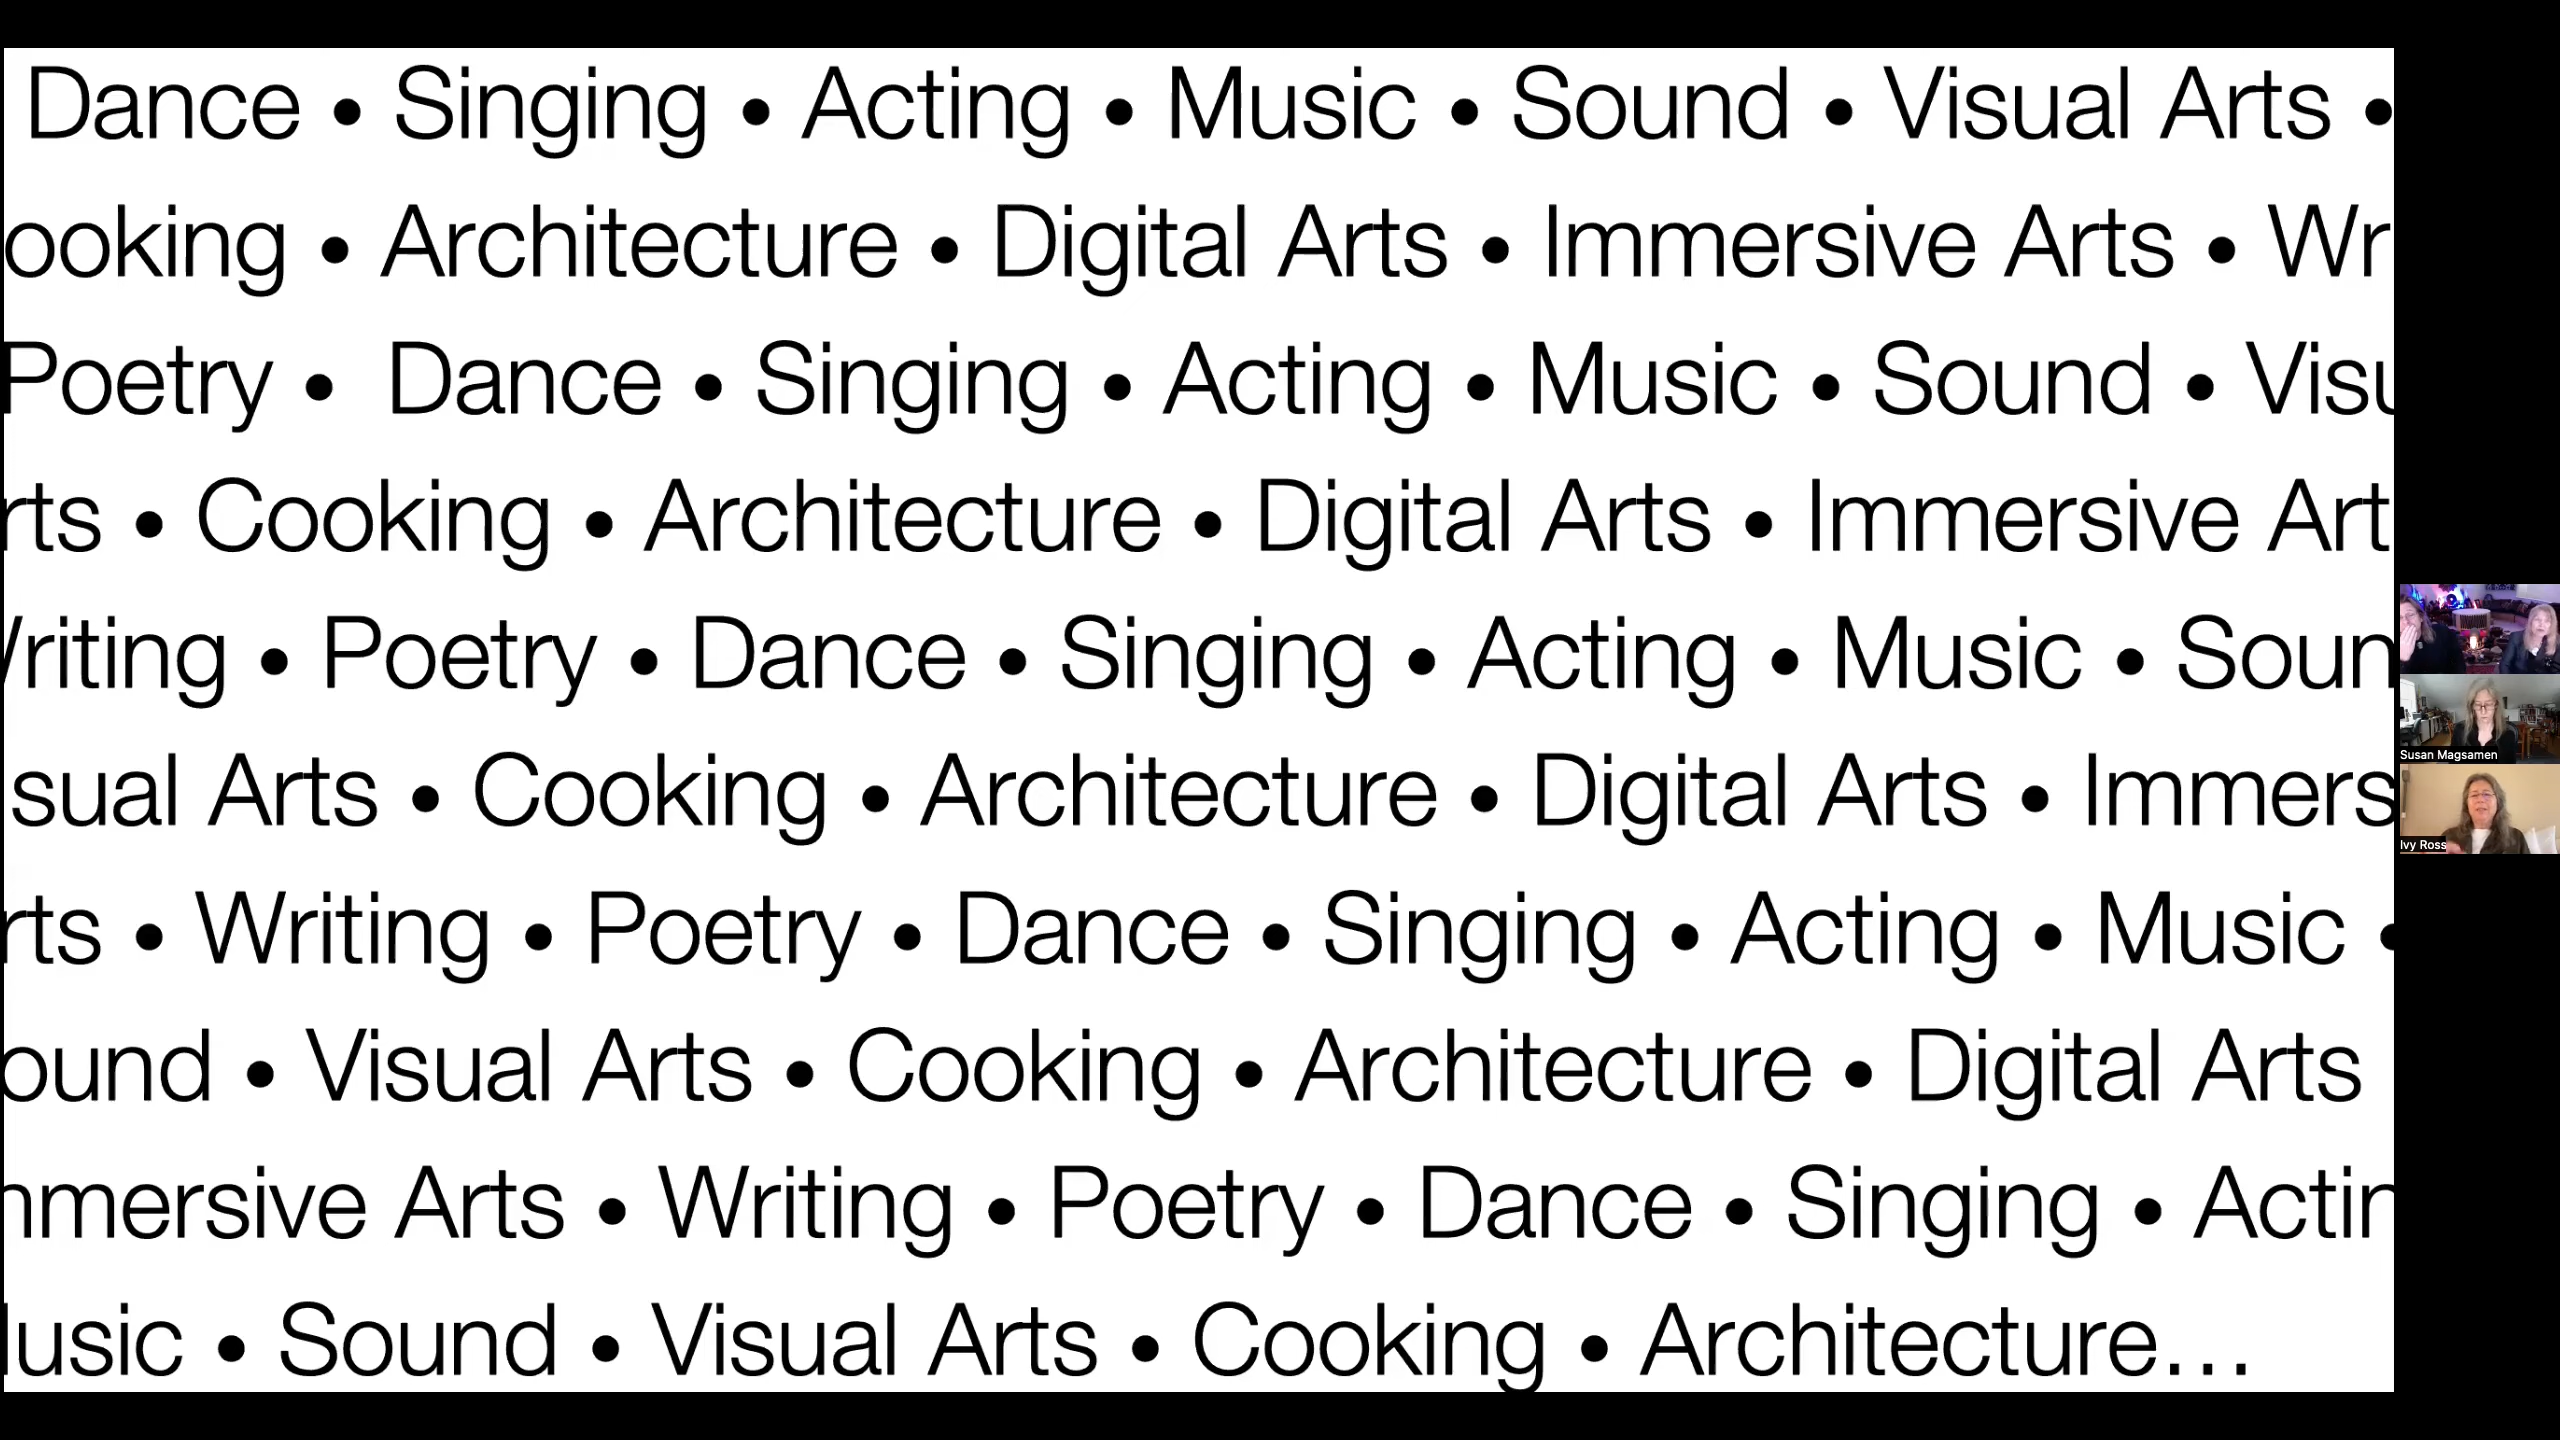 Dance • Singing • Acting • Music • Sound • Visual Arts •
ooking • Architecture • Digital Arts • Immersive Arts • Wr
Poetry • Dance • Singing • Acting • Music • Sound • Visu
rts • Cooking • Architecture • Digital Arts • Immersive Art
riting • Poetry • Dance • Singing • Acting • Music • Soun
sual Arts • Cooking • Architecture • Digital Arts • Immers
rts • Writing • Poetry • Dance • Singing • Acting • Music •
ound • Visual Arts • Cooking • Architecture • Digital Arts
mersive Arts • Writing • Poetry • Dance • Singing • Actin
usic • Sound • Visual Arts • Cooking • Architecture...
Susan Magsamen
Ivy Ross